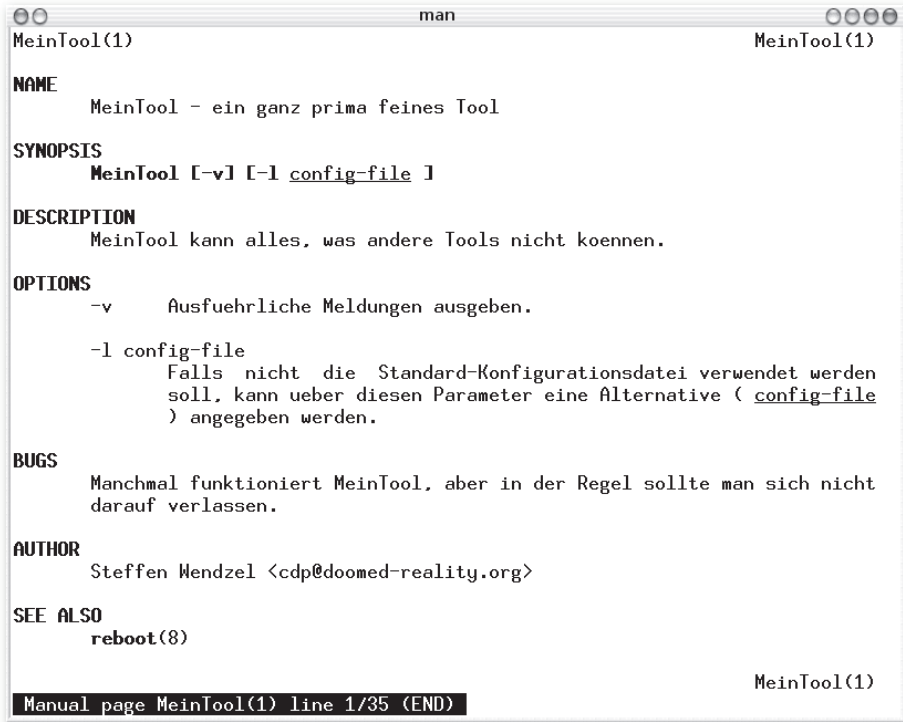 man
MeinTool(1) MeinTool(1)
NAME
MeinTool - ein ganz prima feines Tool
SYNOPSIS
MeinTool [-v] [-l config-file ]
DESCRIPTION
MeinTool kann alles, was andere Tools nicht koennen.
OPTIONS
-v Ausfuehrliche Meldungen ausgeben.
-l config-file
Falls nicht die Standard-Konfigurationsdatei verwendet werden
soll, kann ueber diesen Parameter eine Alternative ( config-file
) angegeben werden.
BUGS
Manchmal funktioniert MeinTool, aber in der Regel sollte man sich nicht
darauf verlassen.
AUTHOR
Steffen Wendzel <cdp@doomed-reality.org>
SEE ALSO
reboot(8)
MeinTool(1)
Manual page MeinTool(1) line 1/35 (END)